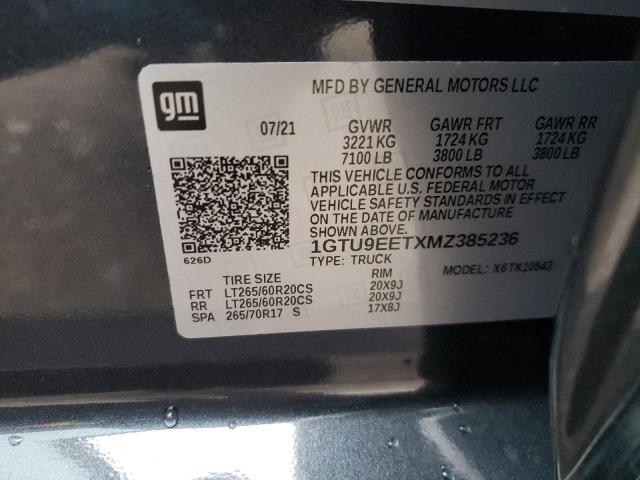 gm
MFD BY GENERAL MOTORS LLC
07/21 GVWR GAWR FRT GAWR RR
3221 KG 1724 KG 1724 KG
7100 LB 3800 LB 3800 LB
THIS VEHICLE CONFORMS TO ALL
APPLICABLE U.S. FEDERAL MOTOR
VEHICLE SAFETY STANDARDS IN EFFECT
ON THE DATE OF MANUFACTURE
SHOWN ABOVE.
1GTU9EETXMZ385236
626D
TYPE: TRUCK MODEL: X6TK10543
TIRE SIZE RIM
FRT LT265/60R20CS 20X9J
RR LT265/60R20CS 20X9J
SPA 265/70R17 S 17X8J